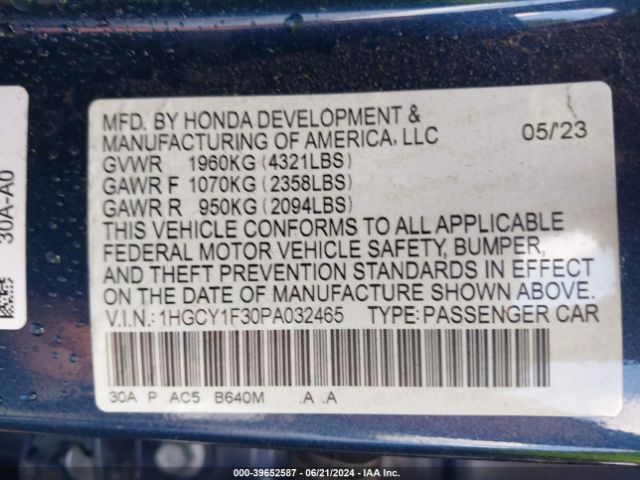 MFD. BY HONDA DEVELOPMENT &
MANUFACTURING OF AMERICA, LLC 05/'23
GVWR 1960KG (4321LBS)
GAWR F 1070KG (2358LBS)
GAWR R 950KG (2094LBS)
THIS VEHICLE CONFORMS TO ALL APPLICABLE
FEDERAL MOTOR VEHICLE SAFETY, BUMPER,
AND THEFT PREVENTION STANDARDS IN EFFECT
ON THE DATE OF MANUFACTURE SHOWN ABOVE.
V.I.N.: 1HGCY1F30PA032465 TYPE: PASSENGER CAR
30A P AC5 B640M .A .A
30A-A0
000-39652587 - 06/21/2024 - IAA Inc.